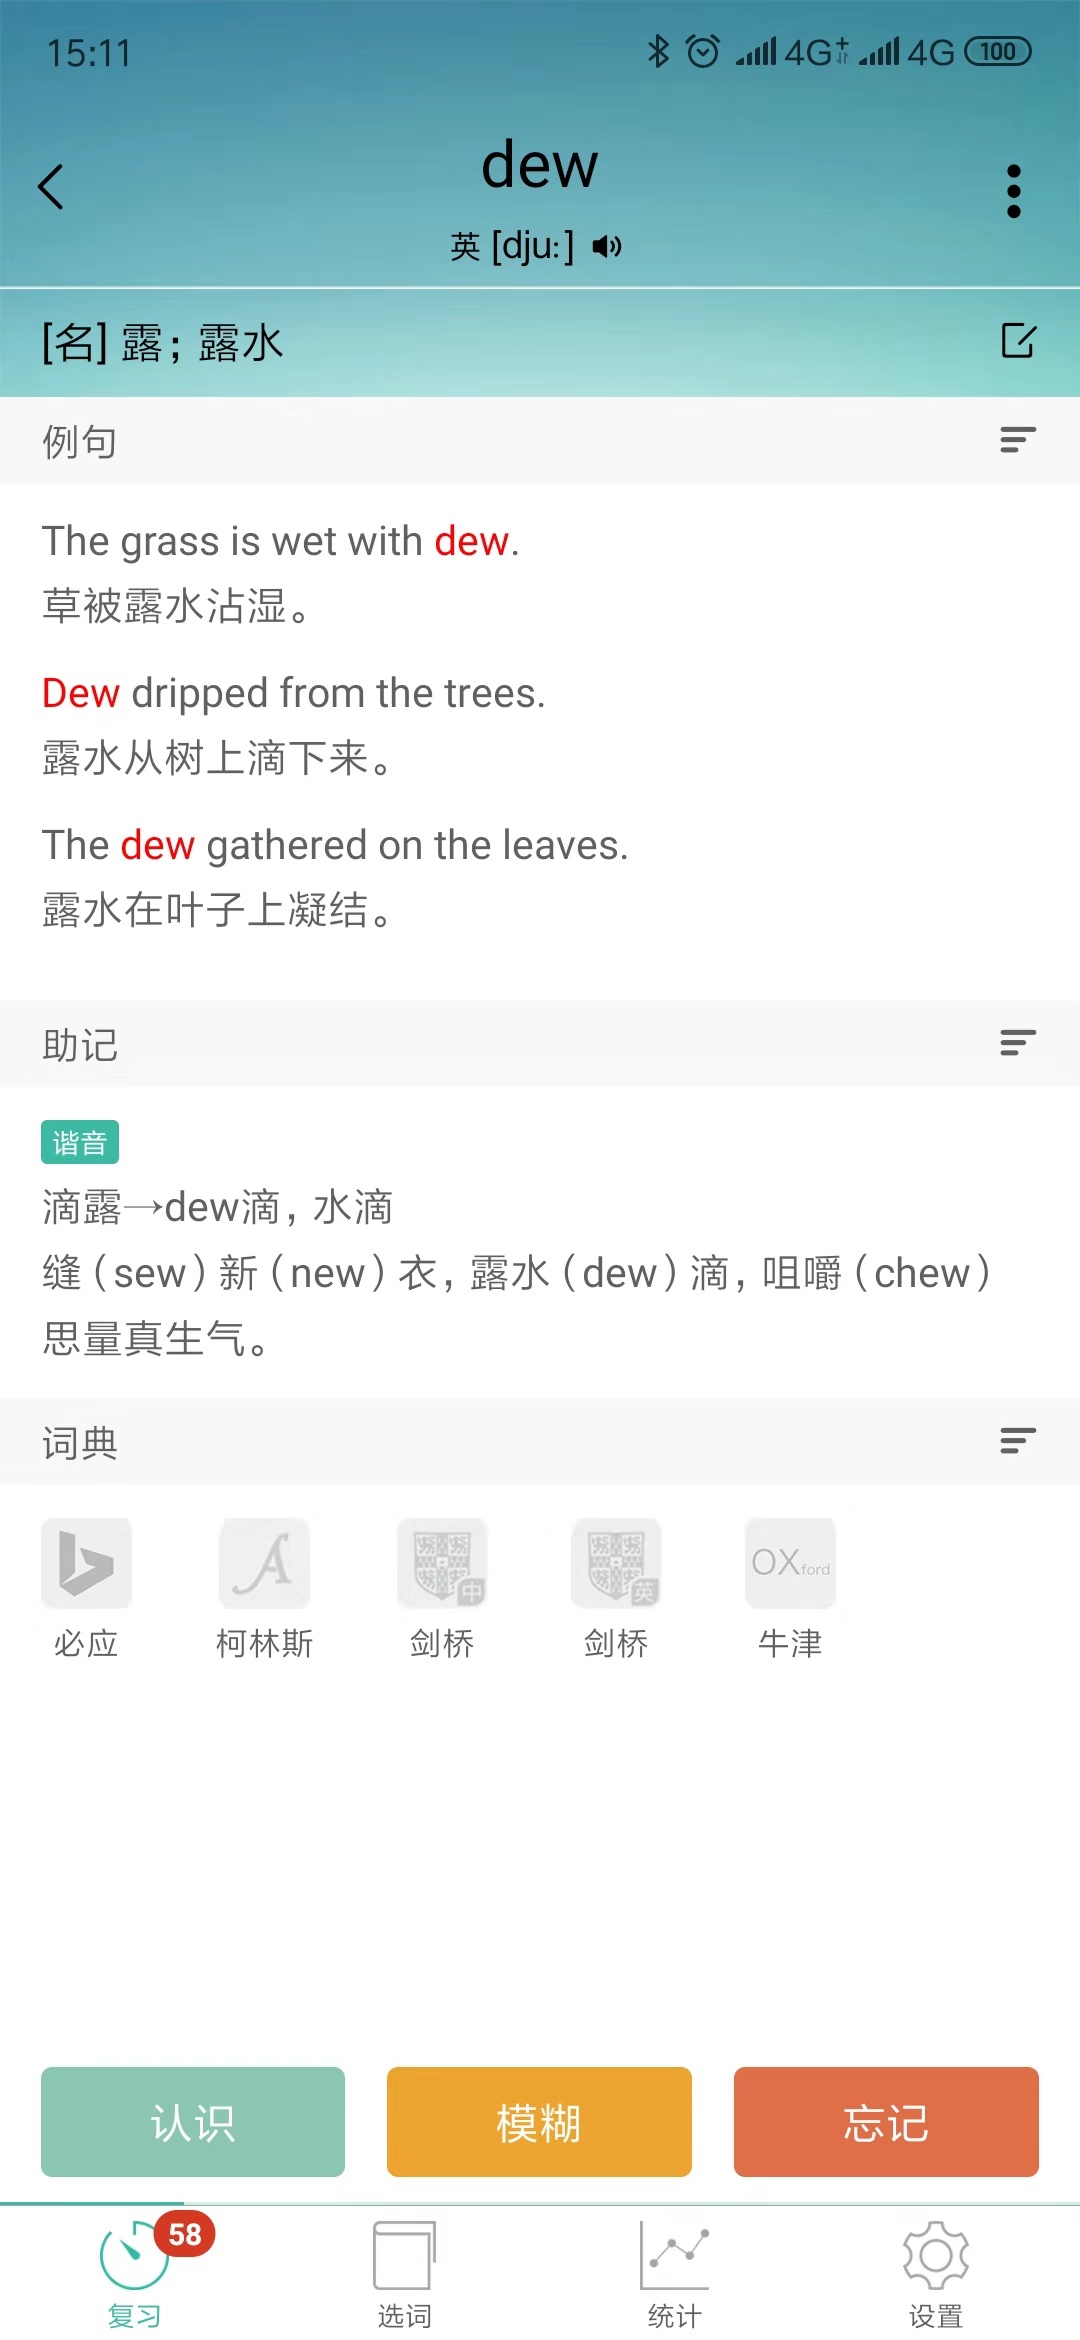 15:11
4G+ 4G 100
dew
英 [dju:]
[名] 露；露水
例句
The grass is wet with dew.
草被露水沾湿。
Dew dripped from the trees.
露水从树上滴下来。
The dew gathered on the leaves.
露水在叶子上凝结。
助记
谐音
滴露→dew滴，水滴
缝（sew）新（new）衣，露水（dew）滴，咀嚼（chew）
思量真生气。
词典
中 英 OXford
必应 柯林斯 剑桥 剑桥 牛津
认识 模糊 忘记
58
复习 选词 统计 设置